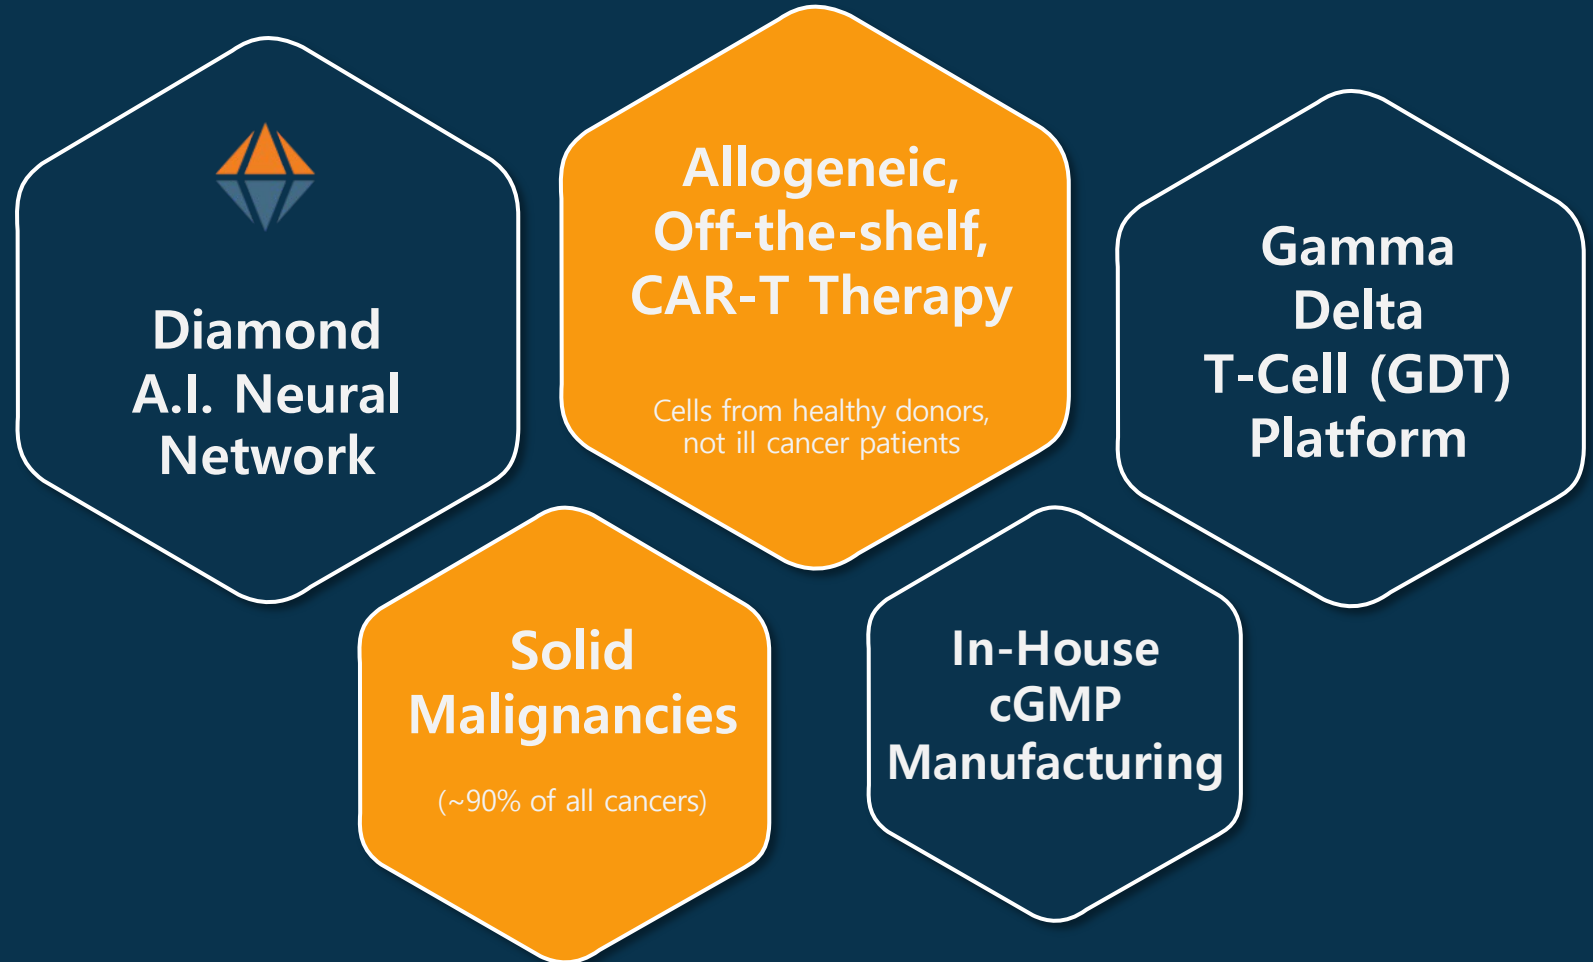 Diamond
A.I. Neural
Network
Allogeneic,
Off-the-shelf,
CAR-T Therapy
Cells from healthy donors,
not ill cancer patients
Gamma
Delta
T-Cell (GDT)
Platform
Solid
Malignancies
(~90% of all cancers)
In-House
cGMP
Manufacturing